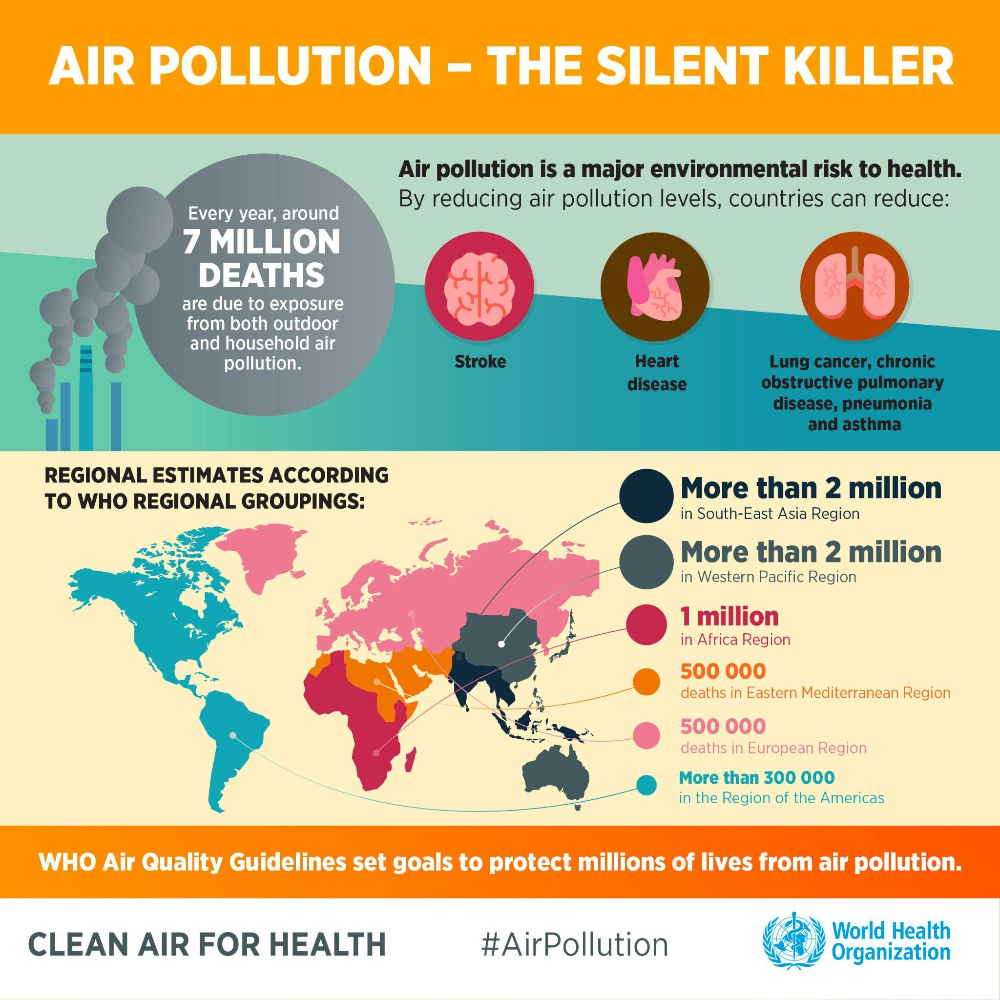 AIR POLLUTION – THE SILENT KILLER
Every year, around
7 MILLION
DEATHS
are due to exposure
from both outdoor
and household air
pollution.
Air pollution is a major environmental risk to health.
By reducing air pollution levels, countries can reduce:
Stroke
Heart
disease
Lung cancer, chronic
obstructive pulmonary
disease, pneumonia
and asthma
REGIONAL ESTIMATES ACCORDING
TO WHO REGIONAL GROUPINGS:
More than 2 million
in South-East Asia Region
More than 2 million
in Western Pacific Region
1 million
in Africa Region
500 000
deaths in Eastern Mediterranean Region
500 000
deaths in European Region
More than 300 000
in the Region of the Americas
WHO Air Quality Guidelines set goals to protect millions of lives from air pollution.
CLEAN AIR FOR HEALTH
#AirPollution
World Health
Organization